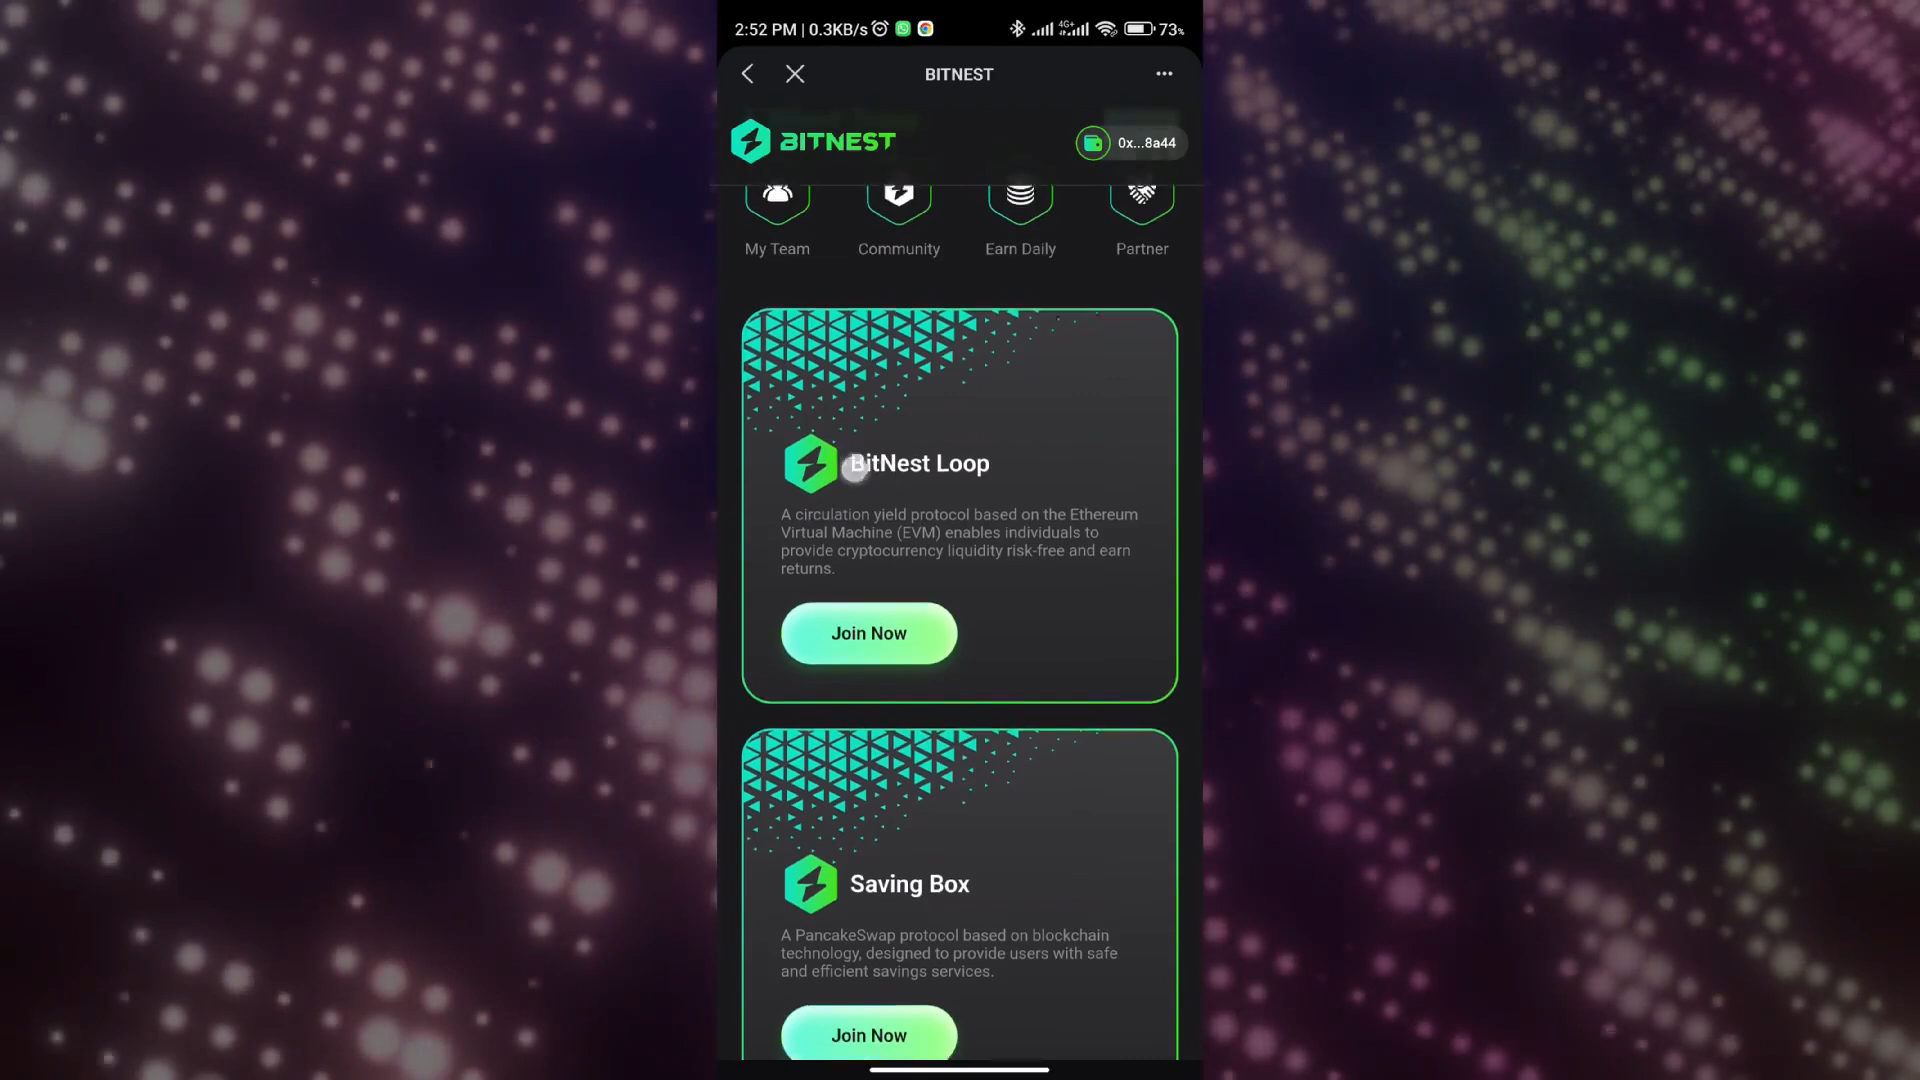 2:52 PM | 0.3KB/s 4G+ 73%
BITNEST
BITNEST
0x...8a44
My Team Community Earn Daily Partner
BitNest Loop
A circulation yield protocol based on the Ethereum
Virtual Machine (EVM) enables individuals to
provide cryptocurrency liquidity risk-free and earn
returns.
Join Now
Saving Box
A PancakeSwap protocol based on blockchain
technology, designed to provide users with safe
and efficient savings services.
Join Now